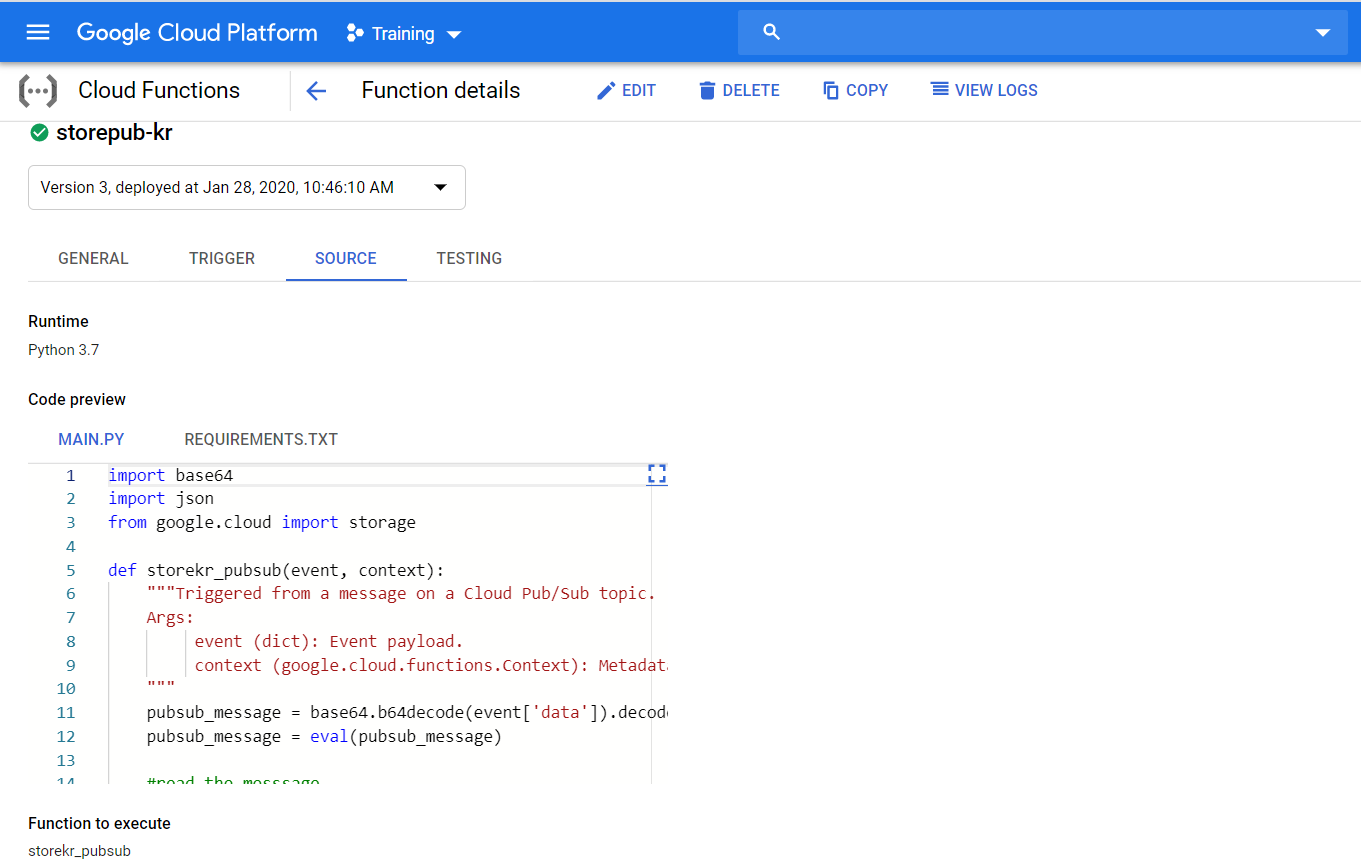 Google Cloud Platform Training
Cloud Functions Function details EDIT DELETE COPY VIEW LOGS
storepub-kr
Version 3, deployed at Jan 28, 2020, 10:46:10 AM
GENERAL TRIGGER SOURCE TESTING
Runtime
Python 3.7
Code preview
MAIN.PY REQUIREMENTS.TXT
1 import base64
2 import json
3 from google.cloud import storage
4
5 def storekr_pubsub(event, context):
6 """Triggered from a message on a Cloud Pub/Sub topic.
7 Args:
8 event (dict): Event payload.
9 context (google.cloud.functions.Context): Metadata
10 """
11 pubsub_message = base64.b64decode(event['data']).decod
12 pubsub_message = eval(pubsub_message)
13
14 #read the messsage
Function to execute
storekr_pubsub